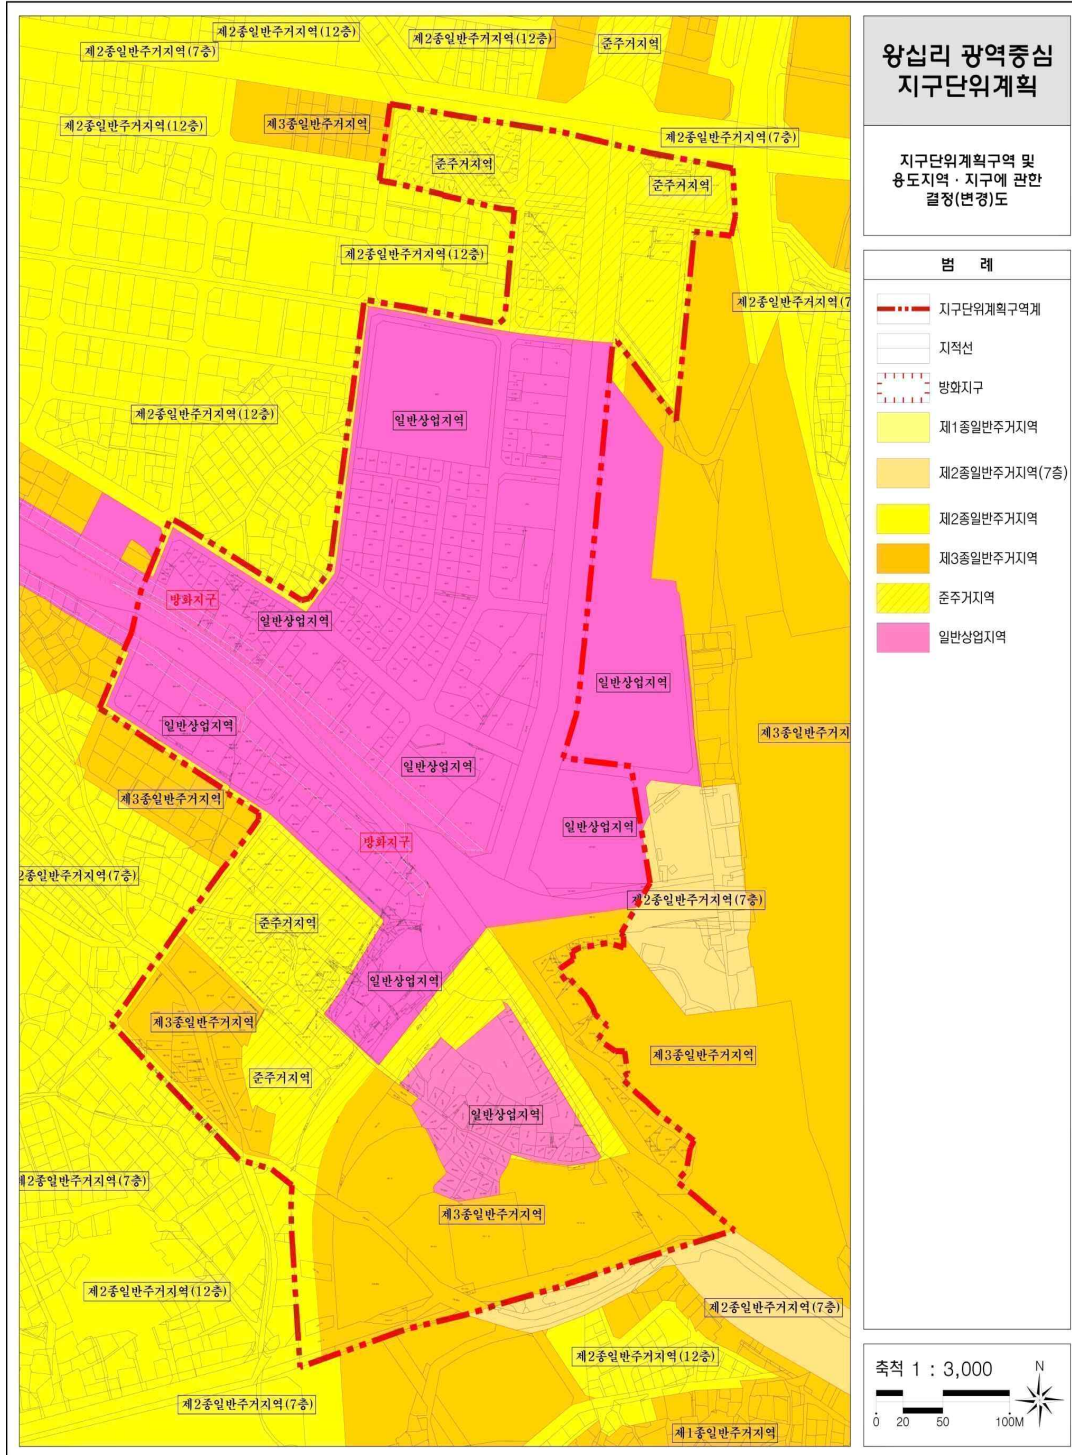 왕십리 광역중심
지구단위계획
지구단위계획구역 및
용도지역 · 지구에 관한
결정(변경)도
범 례
지구단위계획구역계
지적선
방화지구
제1종일반주거지역
제2종일반주거지역(7층)
제2종일반주거지역
제3종일반주거지역
준주거지역
일반상업지역
축척 1 : 3,000
N
0 20 50 100M
제2종일반주거지역(12층)
제2종일반주거지역(7층)
제2종일반주거지역(12층)
준주거지역
제2종일반주거지역(12층)
제3종일반주거지역
제2종일반주거지역(7층)
준주거지역
준주거지역
제2종일반주거지역(12층)
제2종일반주거지역(7
제2종일반주거지역(12층)
일반상업지역
방화지구
일반상업지역
일반상업지역
일반상업지역
제3종일반주거지
일반상업지역
제3종일반주거지역
일반상업지역
방화지구
2종일반주거지역(7층)
제2종일반주거지역(7층)
준주거지역
일반상업지역
제3종일반주거지역
제3종일반주거지역
준주거지역
일반상업지역
제2종일반주거지역(7층)
제3종일반주거지역
제2종일반주거지역(12층)
제2종일반주거지역(7층)
제2종일반주거지역(12층)
제2종일반주거지역(7층)
제1종일반주거지역